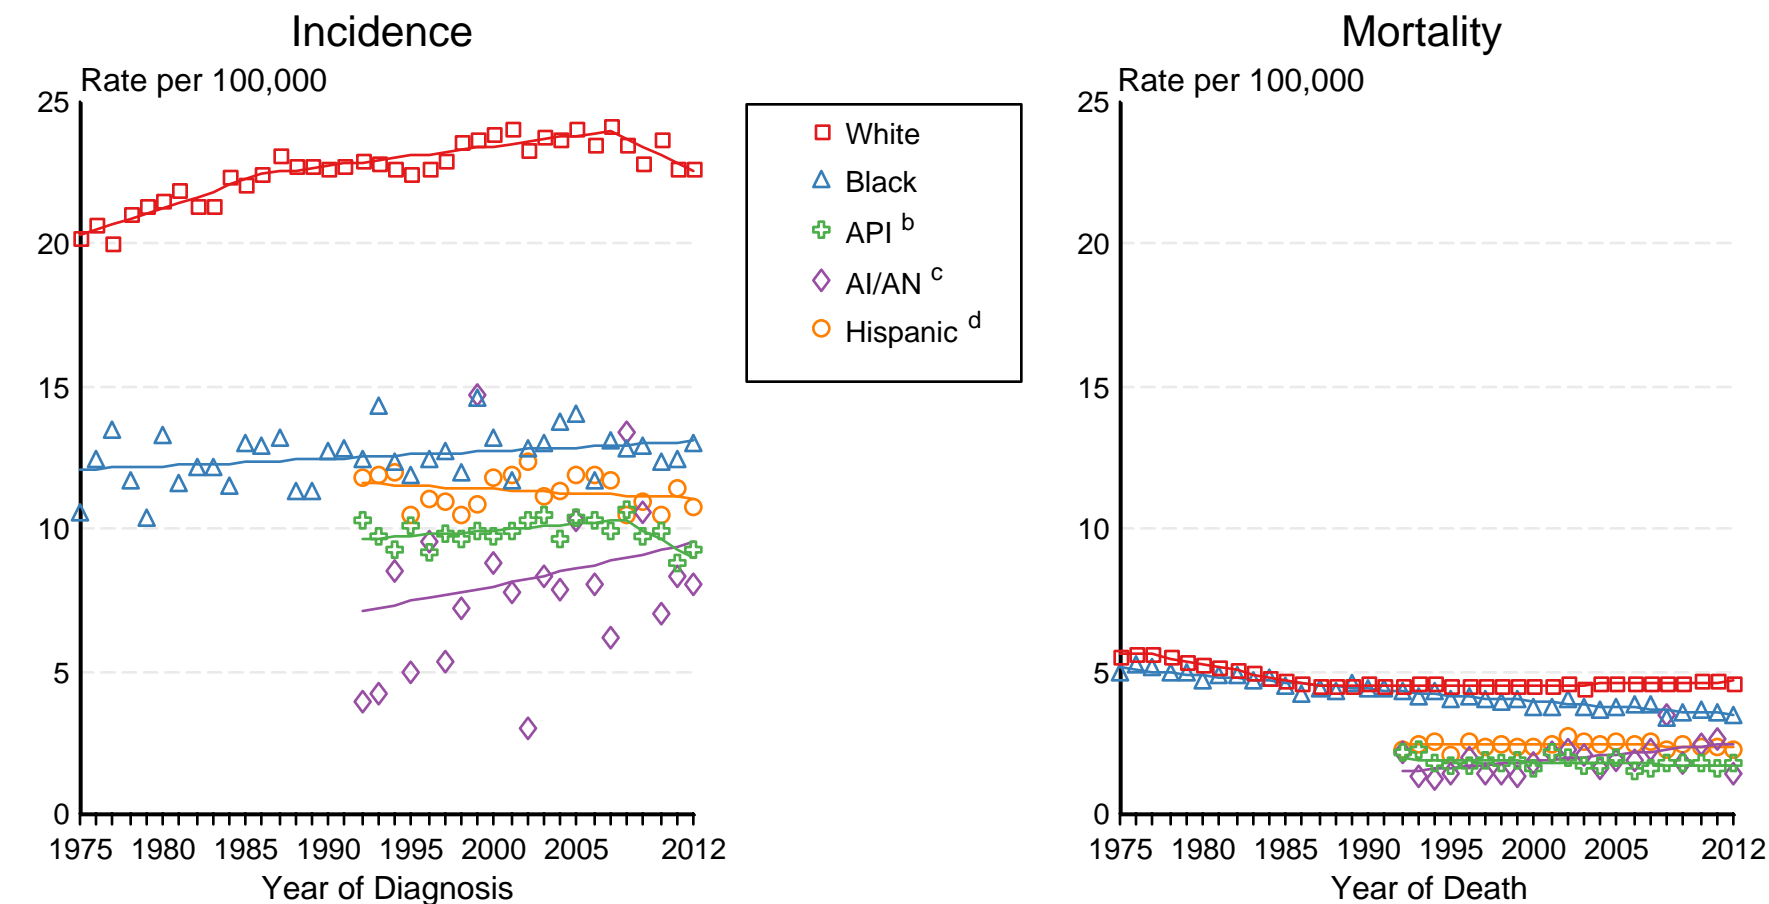 Incidence
Rate per 100,000
25
20
15
10
5
0
1975 1980 1985 1990 1995 2000 2005 2012
Year of Diagnosis
White
Black
API b
AI/AN c
Hispanic d
Mortality
Rate per 100,000
25
20
15
10
5
0
1975 1980 1985 1990 1995 2000 2005 2012
Year of Death